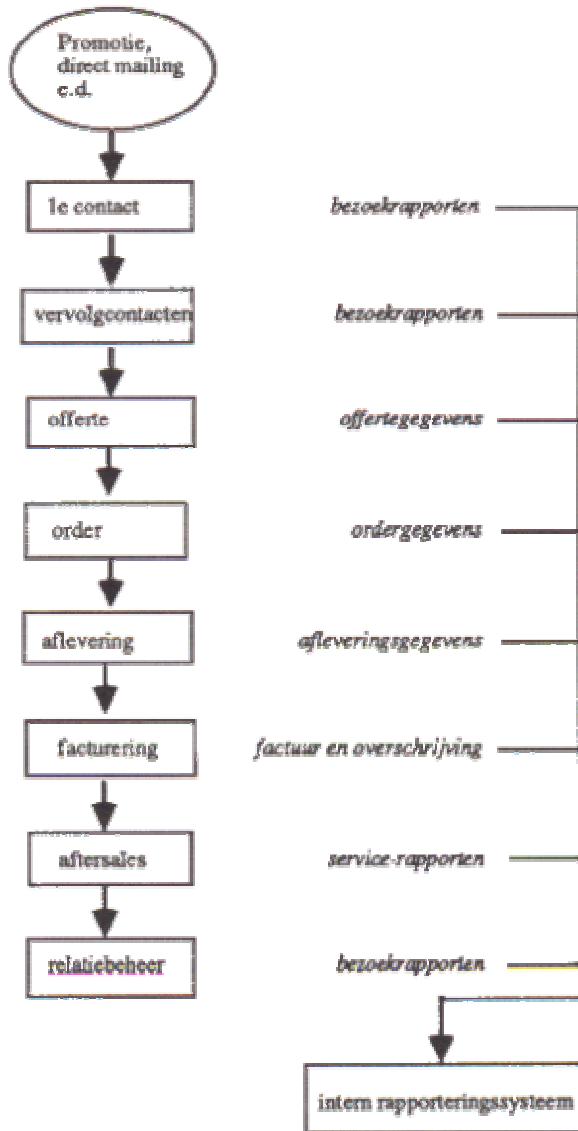 Promotie,
direct mailing
e.d.
1e contact
bezoekrapporten
vervolgcontacten
bezoekrapporten
offerte
offertegegevens
order
ordergegevens
aflevering
afleveringsgegevens
facturering
factuur en overschrijving
aftersales
service-rapporten
relatiebeheer
bezoekrapporten
intern rapporteringssysteem